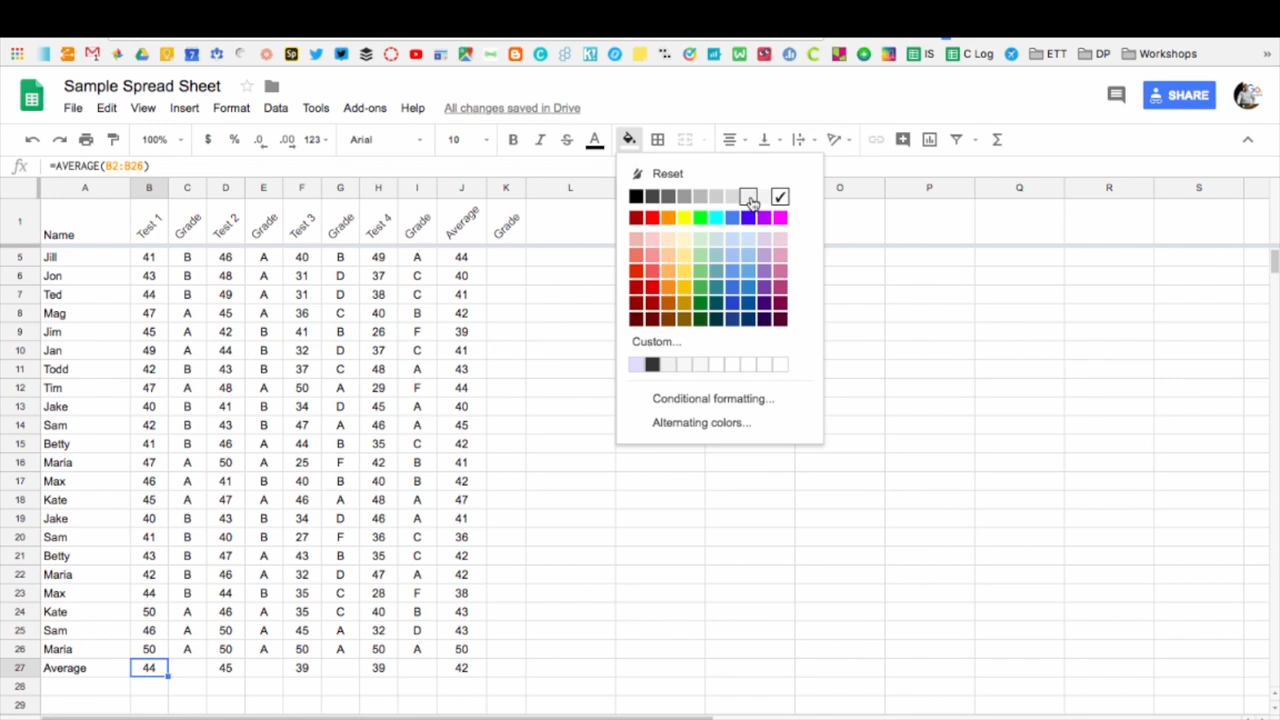 IS C Log ETT DP Workshops »
Sample Spread Sheet
File Edit View Insert Format Data Tools Add-ons Help All changes saved in Drive SHARE
100% $ % .0 .00 123 Arial 10 B I S A Σ
fx =AVERAGE(B2:B26)
A B C D E F G H I J K L O P Q R S
1 Name Test 1 Grade Test 2 Grade Test 3 Grade Test 4 Grade Average Grade
5 Jill 41 B 46 A 40 B 49 A 44
6 Jon 43 B 48 A 31 D 37 C 40
7 Ted 44 B 49 A 31 D 38 C 41
8 Mag 47 A 45 A 36 C 40 B 42
9 Jim 45 A 42 B 41 B 26 F 39
10 Jan 49 A 44 B 32 D 37 C 41
11 Todd 42 B 43 B 37 C 48 A 43
12 Tim 47 A 48 A 50 A 29 F 44
13 Jake 40 B 41 B 34 D 45 A 40
14 Sam 42 B 43 B 47 A 46 A 45
15 Betty 41 B 46 A 44 B 35 C 42
16 Maria 47 A 50 A 25 F 42 B 41
17 Max 46 A 41 B 40 B 40 B 42
18 Kate 45 A 47 A 46 A 48 A 47
19 Jake 40 B 43 B 34 D 46 A 41
20 Sam 41 B 40 B 27 F 36 C 36
21 Betty 43 B 47 A 43 B 35 C 42
22 Maria 42 B 46 A 32 D 47 A 42
23 Max 44 B 44 B 35 C 28 F 38
24 Kate 50 A 46 A 35 C 40 B 43
25 Sam 46 A 50 A 45 A 32 D 43
26 Maria 50 A 50 A 50 A 50 A 50
27 Average 44 45 39 39 42
28
29
Reset
Custom...
Conditional formatting...
Alternating colors...